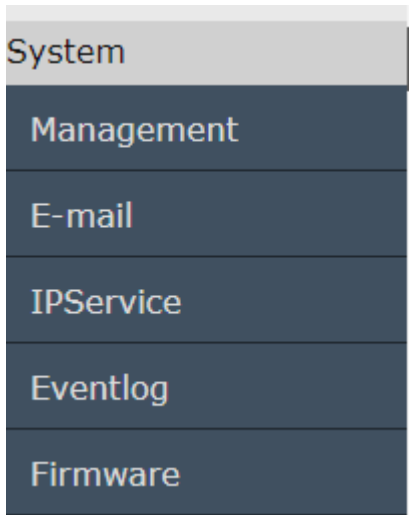 System
Management
E-mail
IPService
Eventlog
Firmware